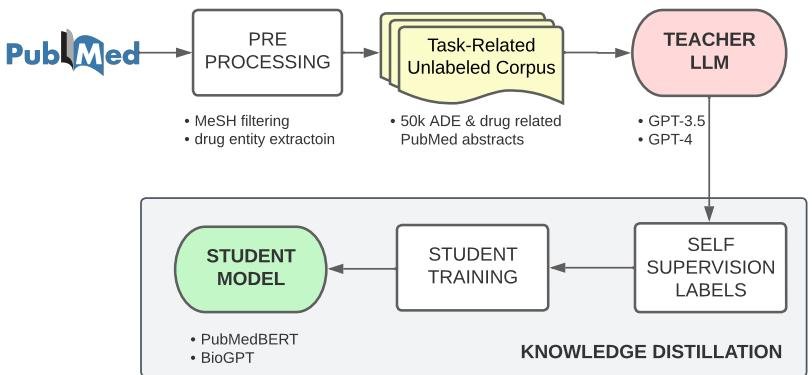 PubMed
PRE
PROCESSING
• MeSH filtering
• drug entity extractoin
Task-Related
Unlabeled Corpus
• 50k ADE & drug related
PubMed abstracts
TEACHER
LLM
• GPT-3.5
• GPT-4
SELF
SUPERVISION
LABELS
STUDENT
TRAINING
STUDENT
MODEL
• PubMedBERT
• BioGPT
KNOWLEDGE DISTILLATION